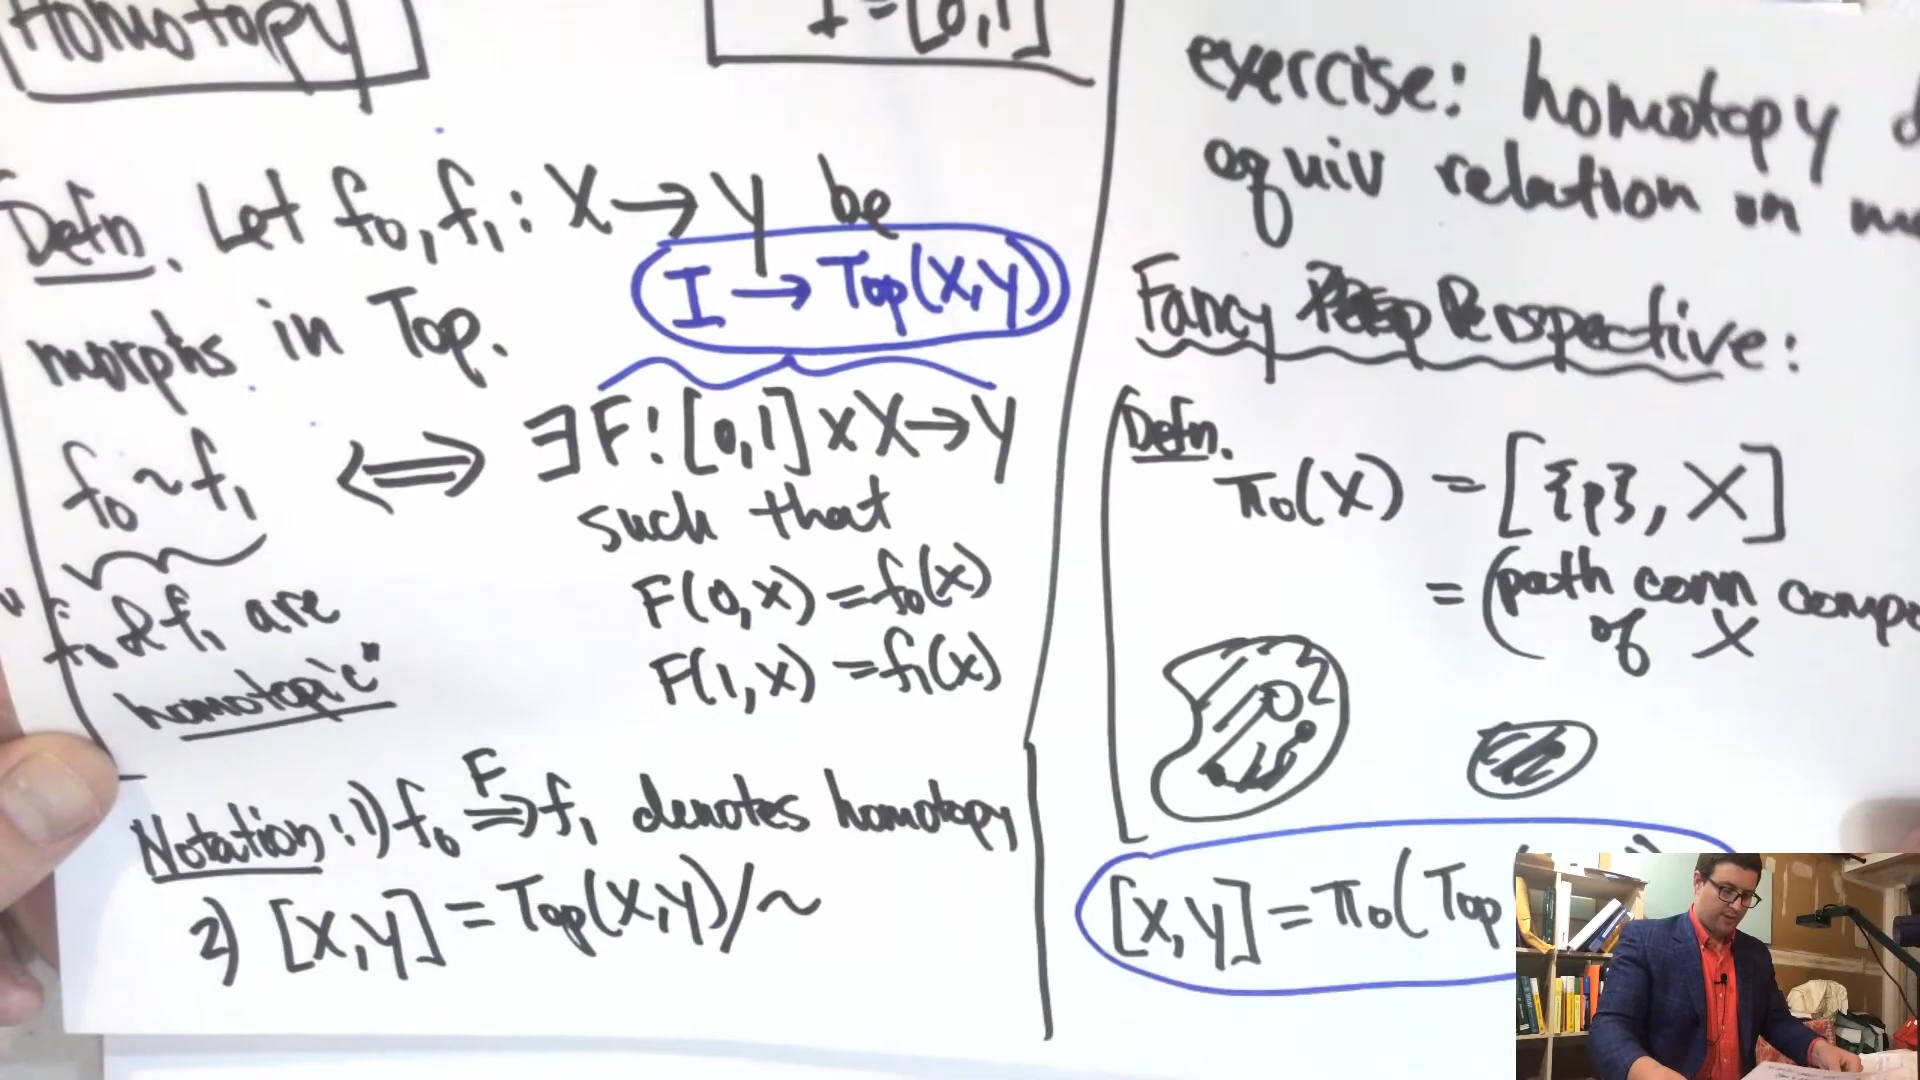 Homotopy
I = [0,1]
Defn. Let f₀, f₁ : X → Y be
morphs in Top.
I → Top(X,Y)
f₀ ~ f₁ ⟺ ∃ F: [0,1] × X → Y
such that
F(0,x) = f₀(x)
F(1,x) = f₁(x)
"f₀ & f₁ are
homotopic"
Notation: 1) f₀ ⇒ f₁ denotes homotopy
F
2) [X,Y] = Top(X,Y)/~
exercise: homotopy
equiv relation on
Fancy Perspective:
Defn.
π₀(X) = [{p}, X]
= (path conn
of X
[X,Y] = π₀(Top